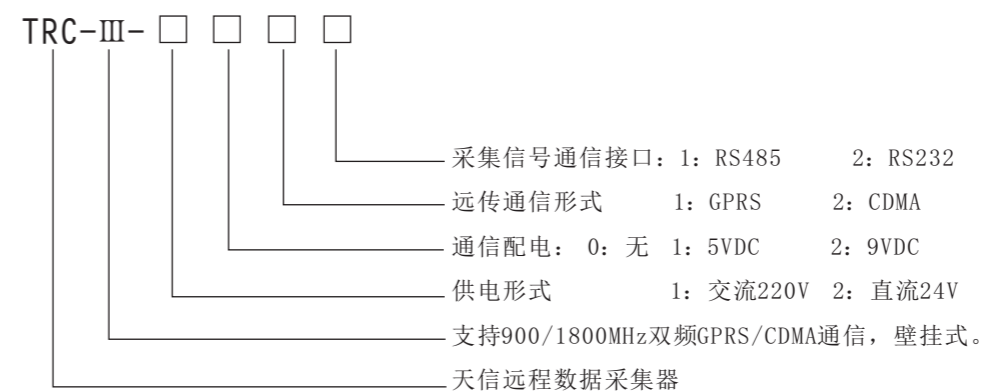 TRC-Ⅲ-□ □ □ □
采集信号通信接口：1：RS485 2：RS232
远传通信形式 1：GPRS 2：CDMA
通信配电：0：无 1：5VDC 2：9VDC
供电形式 1：交流220V 2：直流24V
支持900/1800MHz双频GPRS/CDMA通信，壁挂式。
天信远程数据采集器